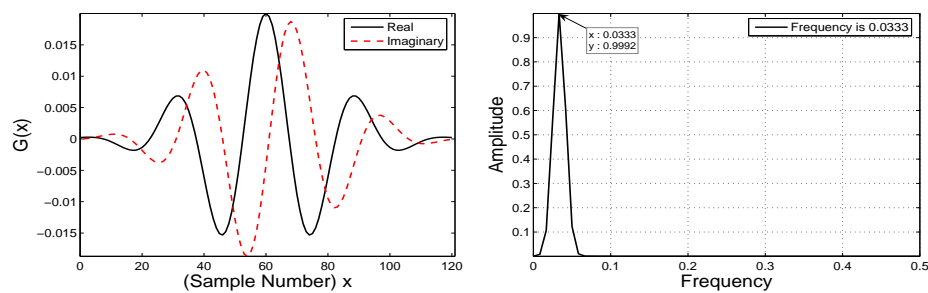 0.015
0.01
0.005
0
−0.005
−0.01
−0.015
G(x)
Real
Imaginary
0 20 40 60 80 100 120
(Sample Number) x
0.9
0.8
0.7
0.6
0.5
0.4
0.3
0.2
0.1
Amplitude
x : 0.0333
y : 0.9992
Frequency is 0.0333
0 0.1 0.2 0.3 0.4 0.5
Frequency